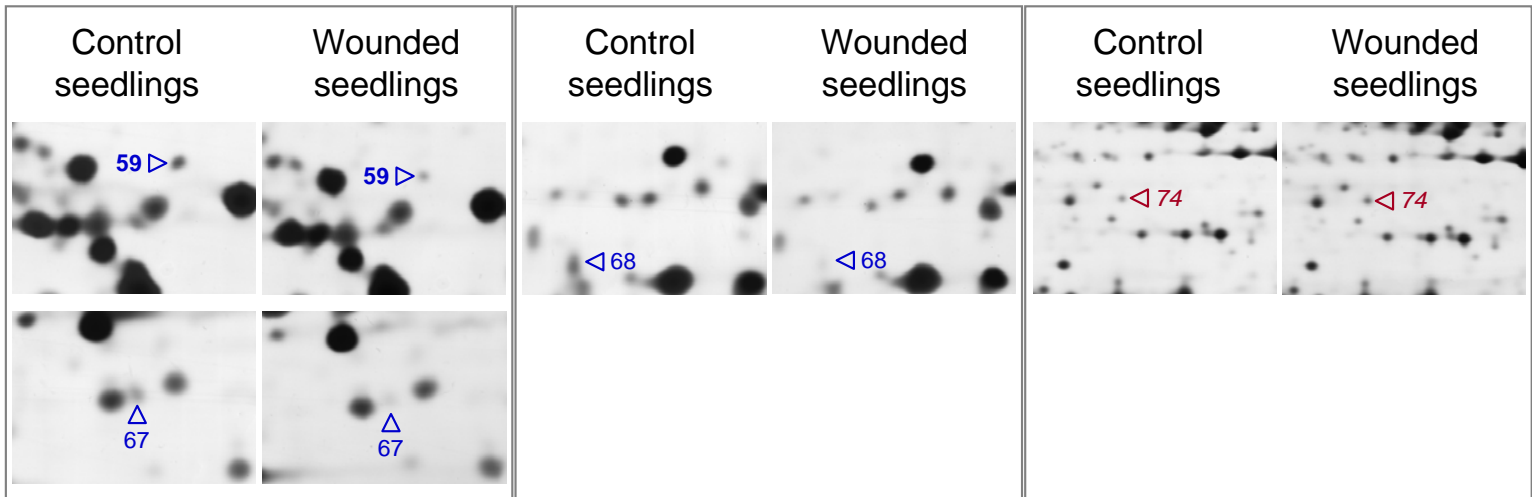 Control
seedlings
Wounded
seedlings
59
59
67
67
Control
seedlings
Wounded
seedlings
68
68
Control
seedlings
Wounded
seedlings
74
74